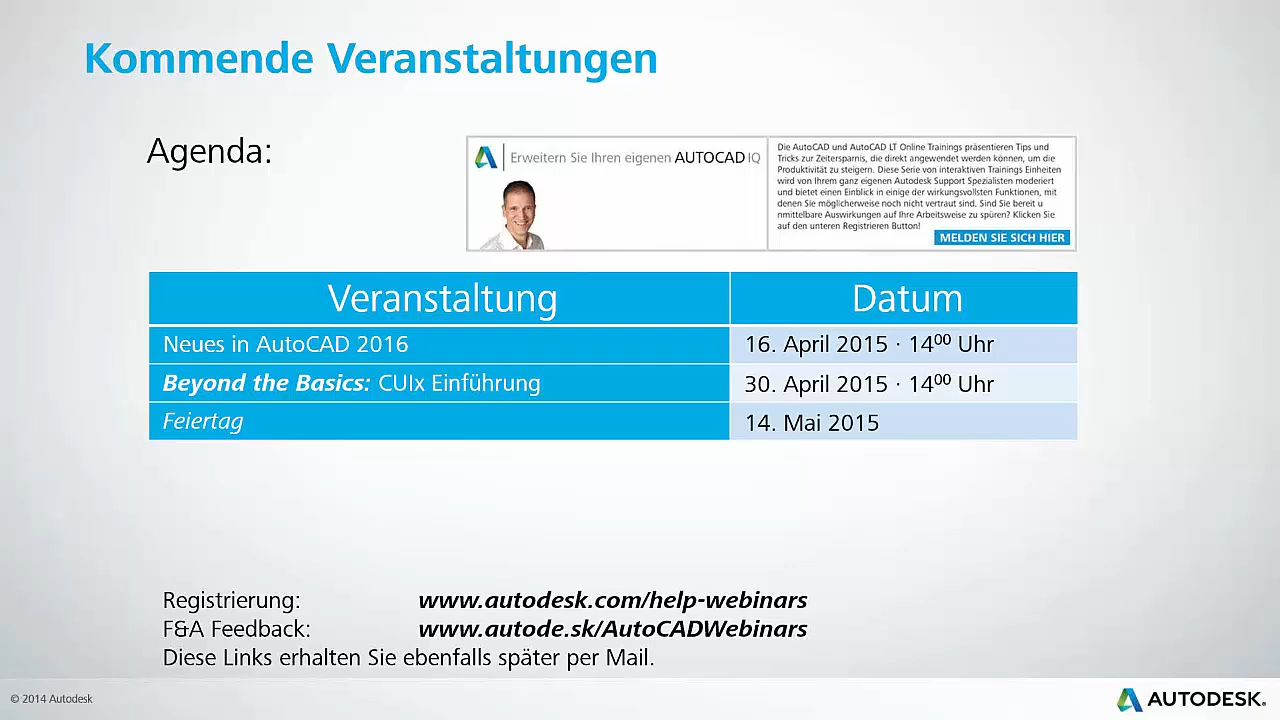 Kommende Veranstaltungen
Agenda:
Erweitern Sie Ihren eigenen AUTOCAD IQ
Die AutoCAD und AutoCAD LT Online Trainings präsentieren Tips und
Tricks zur Zeitersparnis, die direkt angewendet werden können, um die
Produktivität zu steigern. Diese Serie von interaktiven Trainings Einheiten
wird von Ihrem ganz eigenen Autodesk Support Spezialisten moderiert
und bietet einen Einblick in einige der wirkungsvollsten Funktionen, mit
denen Sie möglicherweise noch nicht vertraut sind. Sind Sie bereit u
nmittelbare Auswirkungen auf Ihre Arbeitsweise zu spüren? Klicken Sie
auf den unteren Registrieren Button!
MELDEN SIE SICH HIER
Veranstaltung Datum
Neues in AutoCAD 2016 16. April 2015 · 14⁰⁰ Uhr
Beyond the Basics: CUIx Einführung 30. April 2015 · 14⁰⁰ Uhr
Feiertag 14. Mai 2015
Registrierung: www.autodesk.com/help-webinars
F&A Feedback: www.autode.sk/AutoCADWebinars
Diese Links erhalten Sie ebenfalls später per Mail.
© 2014 Autodesk
AUTODESK.